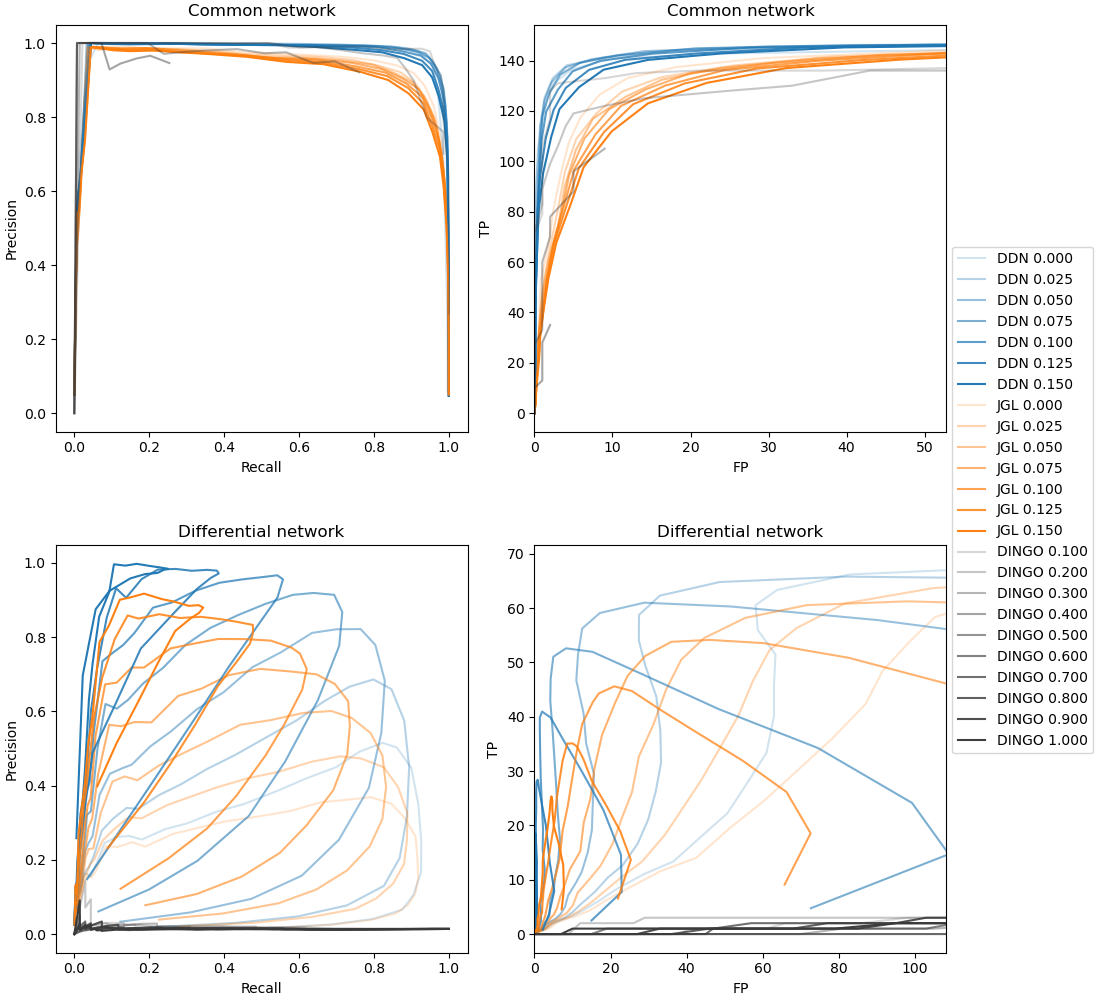 Common network
1.0
0.8
0.6
0.4
0.2
0.0
Precision
0.0 0.2 0.4 0.6 0.8 1.0
Recall
Common network
140
120
100
80
60
40
20
0
TP
0 10 20 30 40 50
FP
DDN 0.000
DDN 0.025
DDN 0.050
DDN 0.075
DDN 0.100
DDN 0.125
DDN 0.150
JGL 0.000
JGL 0.025
JGL 0.050
JGL 0.075
JGL 0.100
JGL 0.125
JGL 0.150
DINGO 0.100
DINGO 0.200
DINGO 0.300
DINGO 0.400
DINGO 0.500
DINGO 0.600
DINGO 0.700
DINGO 0.800
DINGO 0.900
DINGO 1.000
Differential network
1.0
0.8
0.6
0.4
0.2
0.0
Precision
0.0 0.2 0.4 0.6 0.8 1.0
Recall
Differential network
70
60
50
40
30
20
10
0
TP
0 20 40 60 80 100
FP